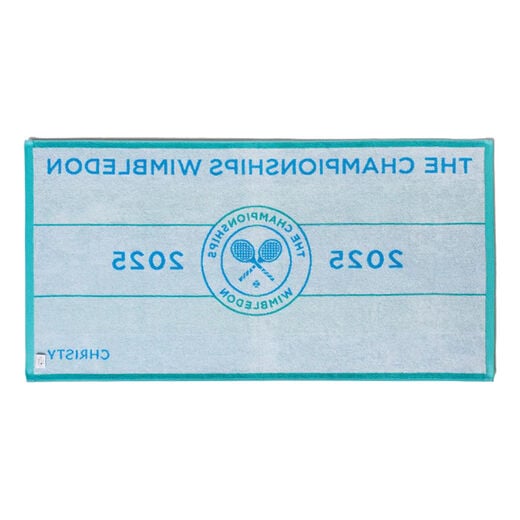 THE CHAMPIONSHIPS WIMBLEDON
2025
THE CHAMPIONSHIPS
WIMBLEDON
2025
CHRISTY